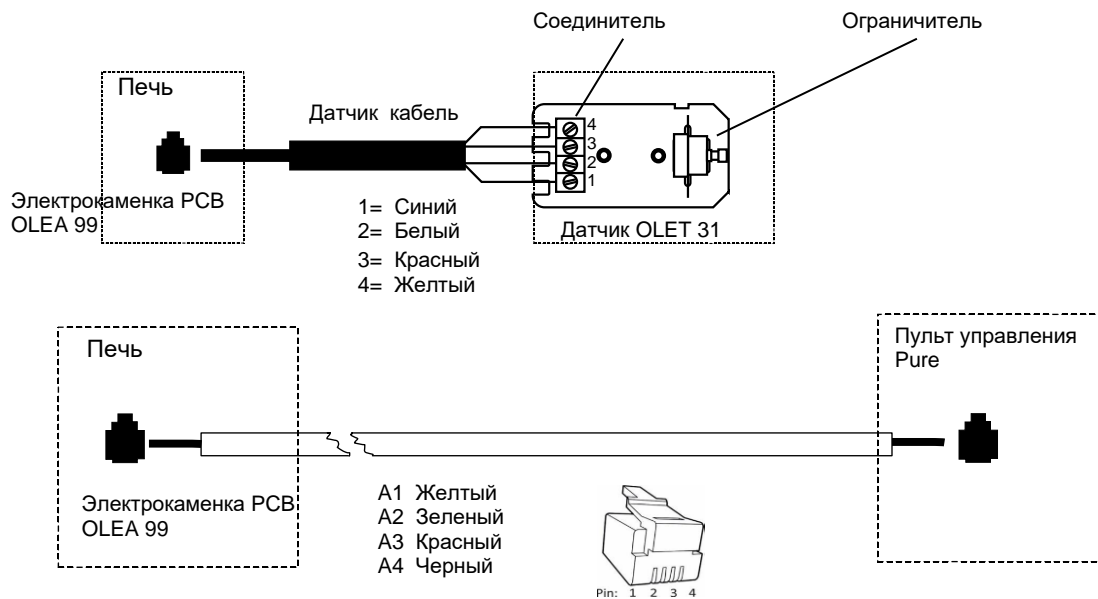 Соединитель
Ограничитель
Печь
Датчик кабель
4
3
2
1
Электрокаменка PCB
OLEA 99
1= Синий
2= Белый
3= Красный
4= Желтый
Датчик OLET 31
Печь
Пульт управления
Pure
Электрокаменка PCB
OLEA 99
A1 Желтый
A2 Зеленый
A3 Красный
A4 Черный
Pin: 1 2 3 4